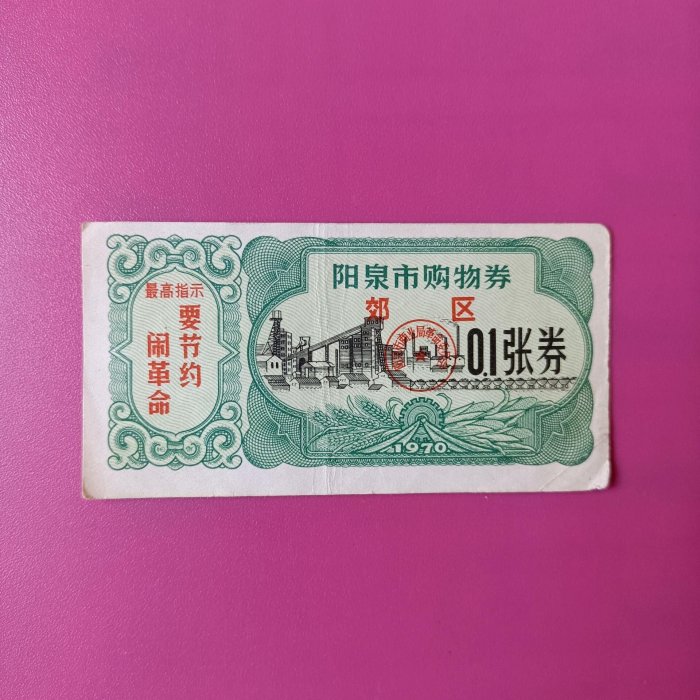 最高指示
要节约
闹革命
阳泉市购物券
郊区
0.1张券
1970